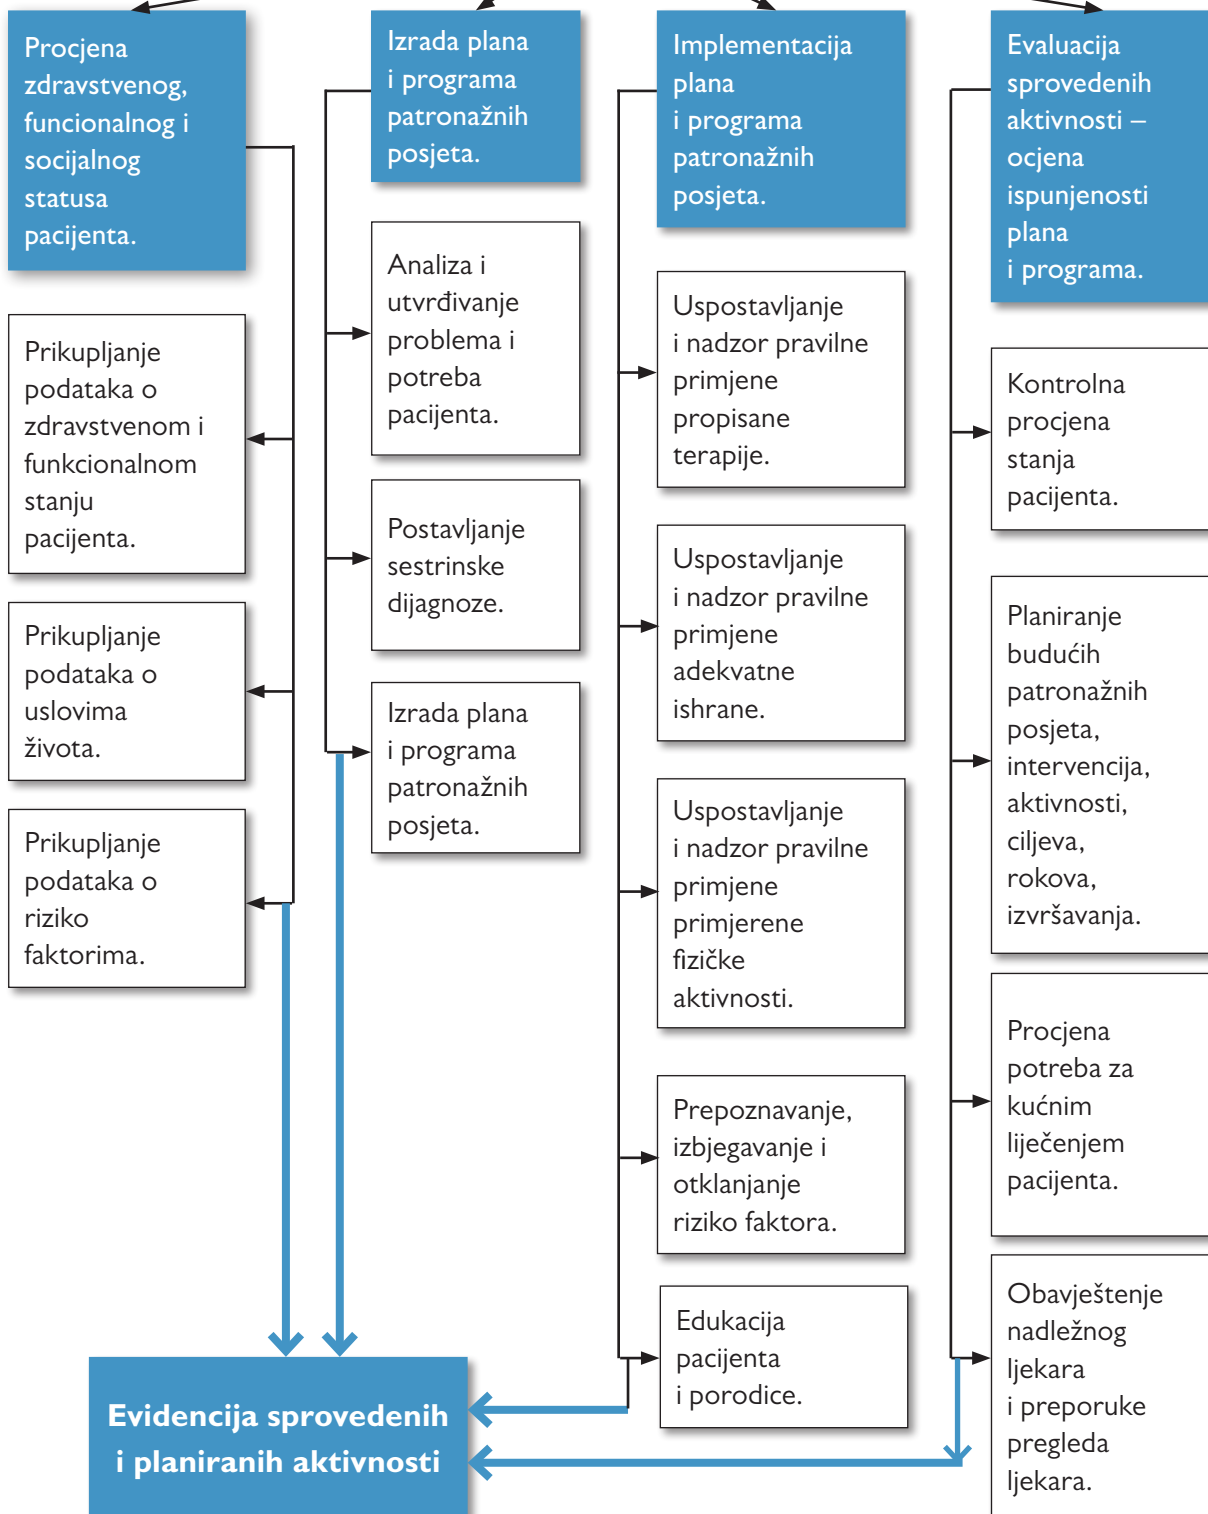 Procjena
zdravstvenog,
funcionalnog i
socijalnog
statusa
pacijenta.
Prikupljanje
podataka o
zdravstvenom i
funkcionalnom
stanju
pacijenta.
Prikupljanje
podataka o
uslovima
života.
Prikupljanje
podataka o
riziko
faktorima.
Izrada plana
i programa
patronažnih
posjeta.
Analiza i
utvrđivanje
problema i
potreba
pacijenta.
Postavljanje
sestrinske
dijagnoze.
Izrada plana
i programa
patronažnih
posjeta.
Implementacija
plana
i programa
patronažnih
posjeta.
Uspostavljanje
i nadzor pravilne
primjene
propisane
terapije.
Uspostavljanje
i nadzor pravilne
primjene
adekvatne
ishrane.
Uspostavljanje
i nadzor pravilne
primjene
primjerene
fizičke
aktivnosti.
Prepoznavanje,
izbjegavanje i
otklanjanje
riziko faktora.
Edukacija
pacijenta
i porodice.
Evaluacija
sprovedenih
aktivnosti –
ocjena
ispunjenosti
plana
i programa.
Kontrolna
procjena
stanja
pacijenta.
Planiranje
budućih
patronažnih
posjeta,
intervencija,
aktivnosti,
ciljeva,
rokova,
izvršavanja.
Procjena
potreba za
kućnim
liječenjem
pacijenta.
Obavještenje
nadležnog
ljekara
i preporuke
pregleda
ljekara.
Evidencija sprovedenih
i planiranih aktivnosti